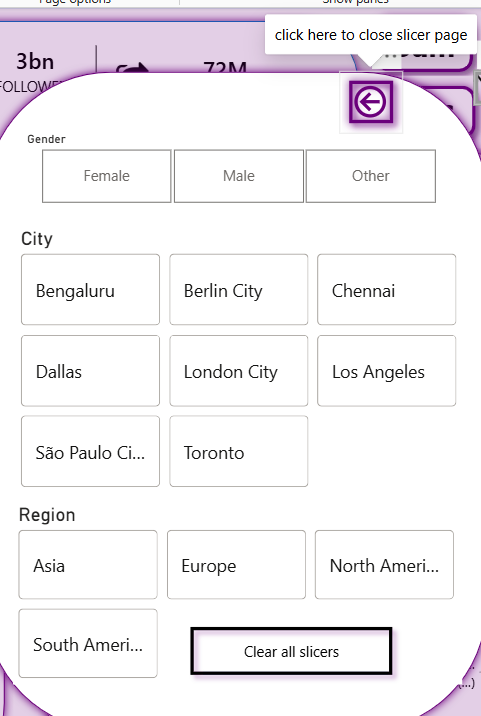 Page options
Show panes
click here to close slicer page
3bn
72M
Gender
Female Male Other
City
Bengaluru Berlin City Chennai
Dallas London City Los Angeles
São Paulo Ci... Toronto
Region
Asia Europe North Ameri...
South Ameri...
Clear all slicers
(...)